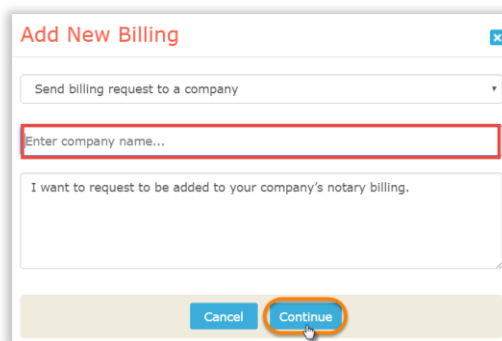 Add New Billing
Send billing request to a company
Enter company name...
I want to request to be added to your company's notary billing.
Cancel Continue